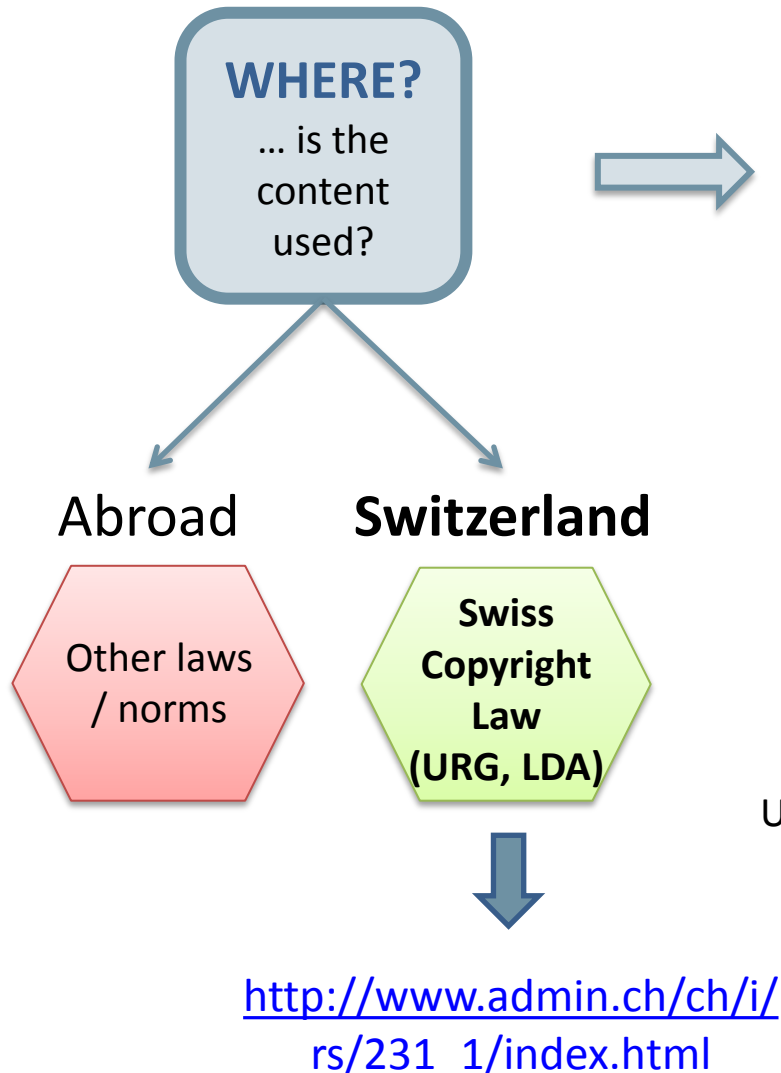 WHERE?
... is the
content
used?
Abroad
Switzerland
Other laws
/ norms
Swiss
Copyright
Law
(URG, LDA)
U
http://www.admin.ch/ch/i/
rs/231_1/index.html